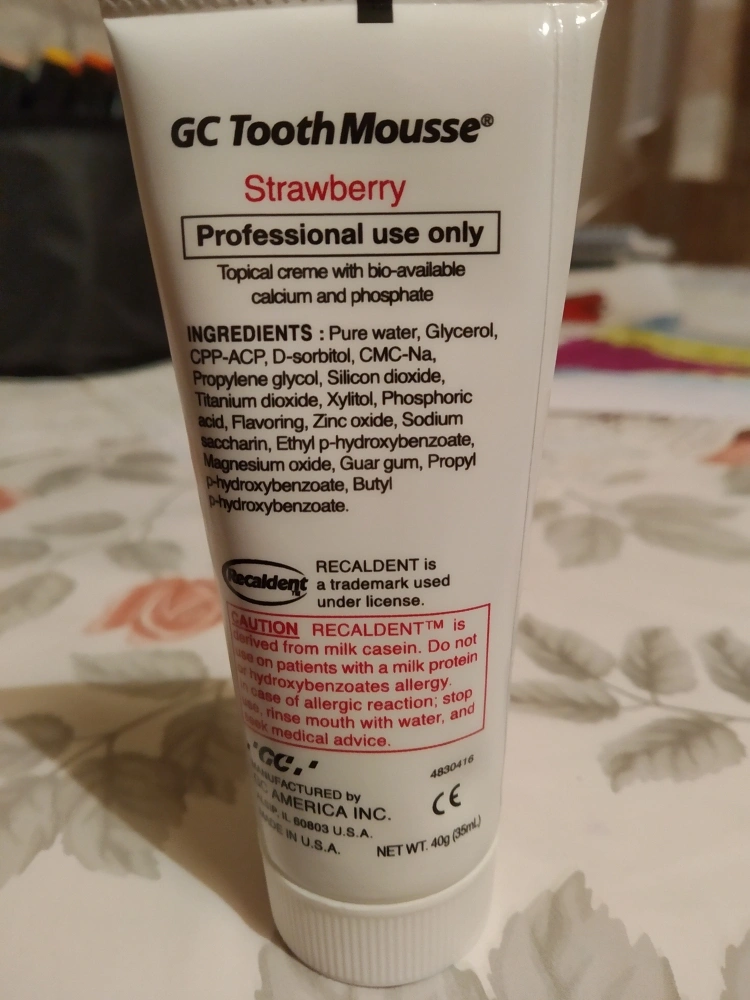 GC Tooth Mousse®
Strawberry
Professional use only
Topical creme with bio-available
calcium and phosphate
INGREDIENTS : Pure water, Glycerol,
CPP-ACP, D-sorbitol, CMC-Na,
Propylene glycol, Silicon dioxide,
Titanium dioxide, Xylitol, Phosphoric
acid, Flavoring, Zinc oxide, Sodium
saccharin, Ethyl p-hydroxybenzoate,
Magnesium oxide, Guar gum, Propyl
p-hydroxybenzoate, Butyl
p-hydroxybenzoate.
Recaldent™
RECALDENT is
a trademark used
under license.
CAUTION RECALDENT™ is
derived from milk casein. Do not
use on patients with a milk protein
or hydroxybenzoates allergy.
In case of allergic reaction; stop
use, rinse mouth with water, and
seek medical advice.
'GC,'
MANUFACTURED by
GC AMERICA INC.
ALSIP, IL 60803 U.S.A.
MADE IN U.S.A.
4830416
CE
NET WT. 40g (35mL)